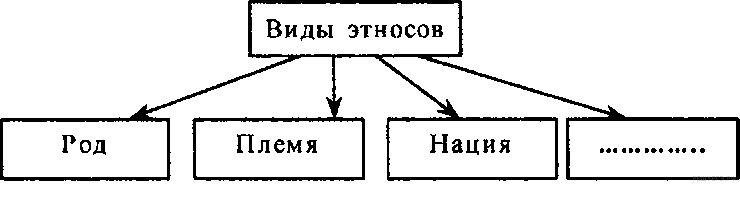 Виды этносов
Род
Племя
Нация
..............